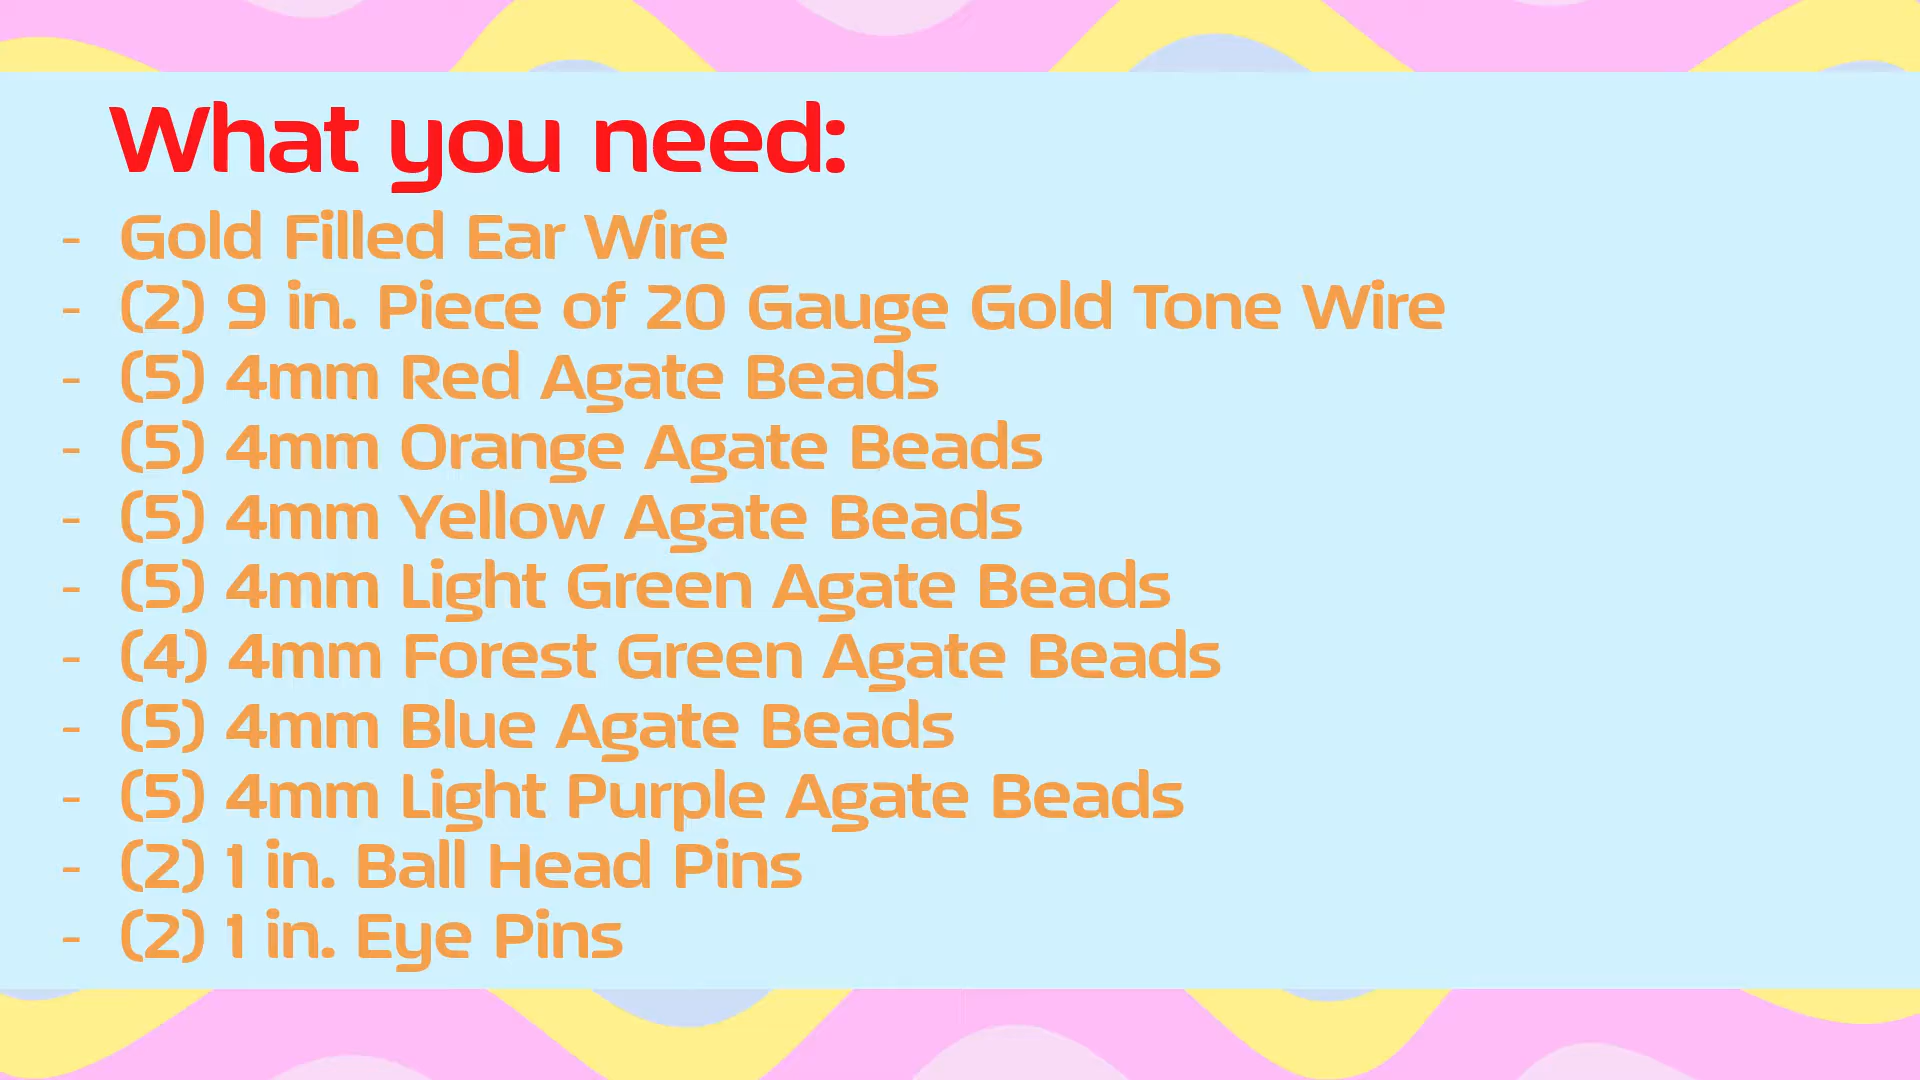 What you need:
- Gold Filled Ear Wire
- (2) 9 in. Piece of 20 Gauge Gold Tone Wire
- (5) 4mm Red Agate Beads
- (5) 4mm Orange Agate Beads
- (5) 4mm Yellow Agate Beads
- (5) 4mm Light Green Agate Beads
- (4) 4mm Forest Green Agate Beads
- (5) 4mm Blue Agate Beads
- (5) 4mm Light Purple Agate Beads
- (2) 1 in. Ball Head Pins
- (2) 1 in. Eye Pins